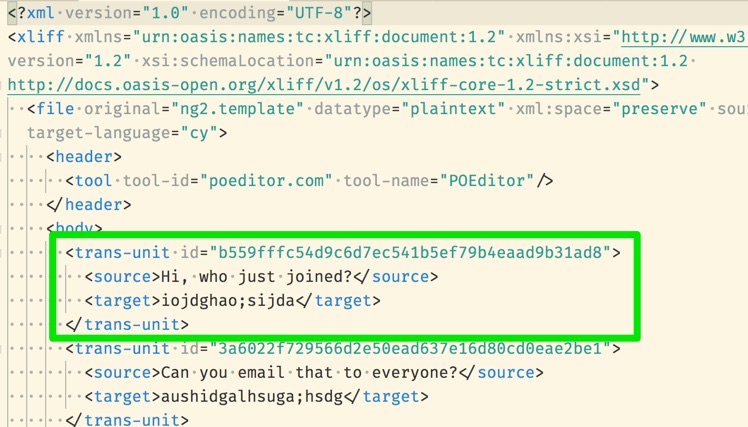 <?xml version="1.0" encoding="UTF-8"?>
<xliff xmlns="urn:oasis:names:tc:xliff:document:1.2" xmlns:xsi="http://www.w3
version="1.2" xsi:schemaLocation="urn:oasis:names:tc:xliff:document:1.2
http://docs.oasis-open.org/xliff/v1.2/os/xliff-core-1.2-strict.xsd">
<file original="ng2.template" datatype="plaintext" xml:space="preserve" sou
target-language="cy">
<header>
<tool tool-id="poeditor.com" tool-name="POEditor"/>
</header>
<body>
<trans-unit id="b559fffc54d9c6d7ec541b5ef79b4eaad9b31ad8">
<source>Hi, who just joined?</source>
<target>iojdghao;sijda</target>
</trans-unit>
<trans-unit id="3a6022f729566d2e50ead637e16d80cd0eae2be1">
<source>Can you email that to everyone?</source>
<target>aushidgalhsuga;hsdg</target>
</trans-unit>